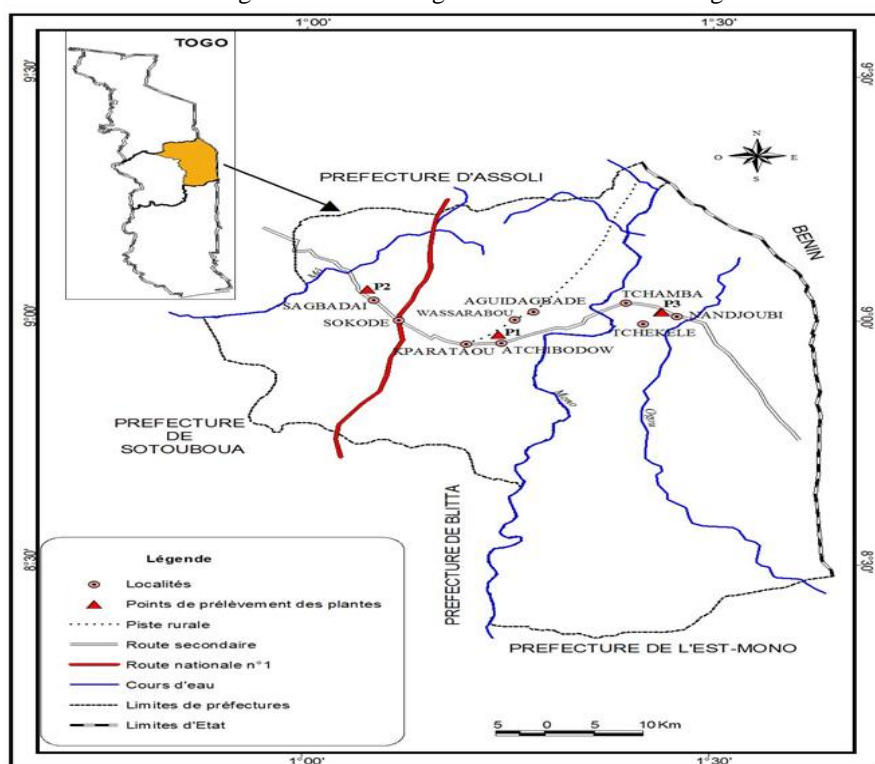 1°00'
1°30'
TOGO
9°30'
9°30'
N
O
E
S
PREFECTURE D'ASSOLI
BENIN
P2
SAGBADAI
SOKODE
AGUIDAGBADE
WASSARABOU
TCHAMBA
P3
NANDJOUBI
TCHEKELE
P1
KPARATAOU
ATCHIBODOW
9°00'
9°00'
Mono
Ogou
PREFECTURE
DE
SOTOUBOUA
PREFECTURE DE BLITTA
8°30'
8°30'
PREFECTURE DE L'EST-MONO
Légende
Localités
Points de prélèvement des plantes
Piste rurale
Route secondaire
Route nationale n°1
Cours d'eau
Limites de préfectures
Limites d'Etat
5 0 5 10 Km
1°00'
1°30'